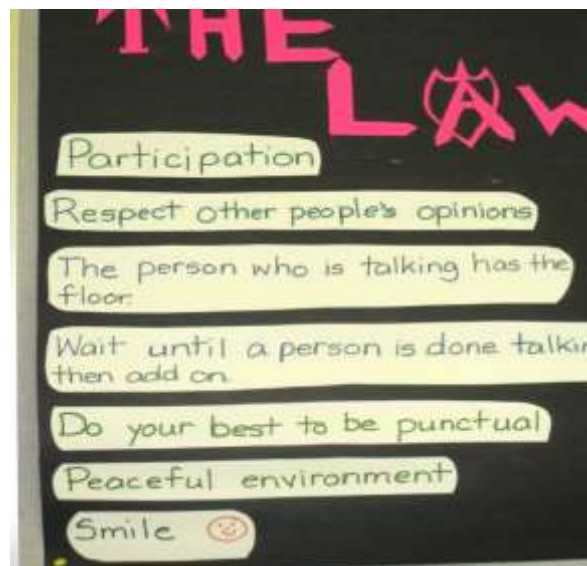 THE
LAW
Participation
Respect other people's opinions
The person who is talking has the
floor.
Wait until a person is done talkin
then add on.
Do your best to be punctual
Peaceful environment
Smile